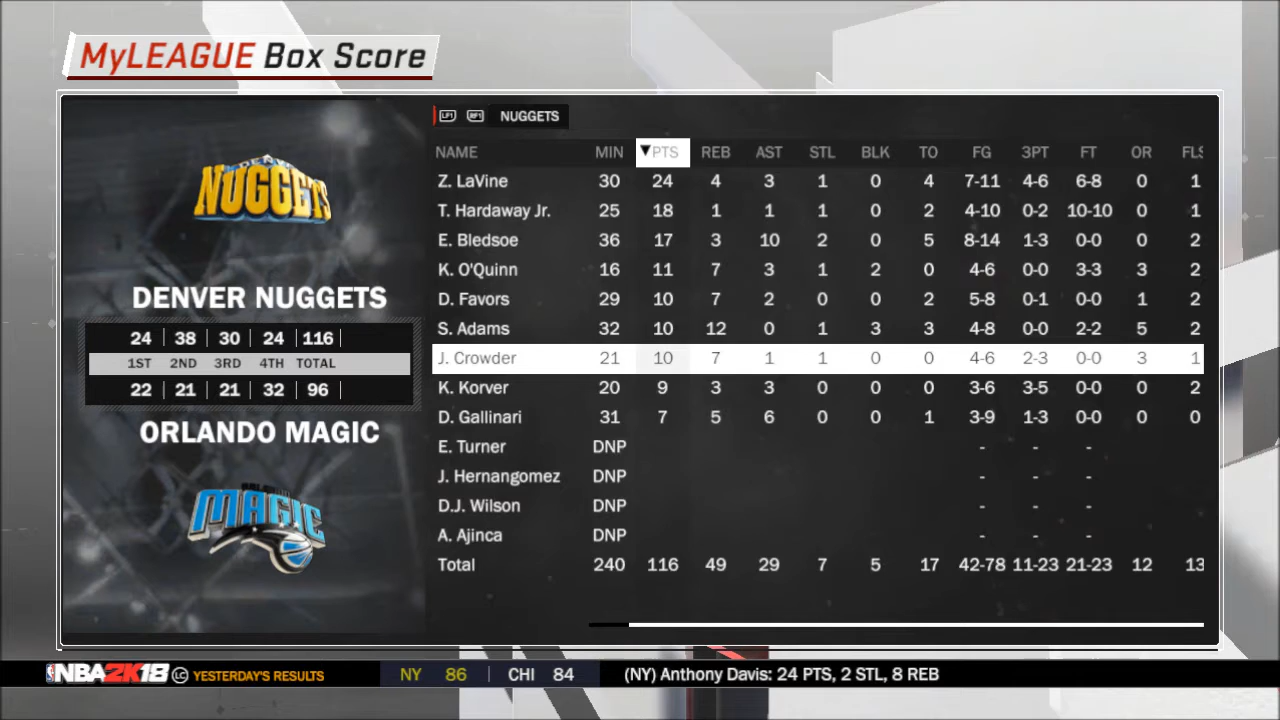 MyLEAGUE Box Score
DENVER NUGGETS
DENVER NUGGETS
24 | 38 | 30 | 24 | 116 |
1ST 2ND 3RD 4TH TOTAL
22 | 21 | 21 | 32 | 96 |
ORLANDO MAGIC
ORLANDO MAGIC
LF1 RF1 NUGGETS
NAME MIN ▼PTS REB AST STL BLK TO FG 3PT FT OR FLS
Z. LaVine 30 24 4 3 1 0 4 7-11 4-6 6-8 0 1
T. Hardaway Jr. 25 18 1 1 1 0 2 4-10 0-2 10-10 0 1
E. Bledsoe 36 17 3 10 2 0 5 8-14 1-3 0-0 0 2
K. O'Quinn 16 11 7 3 1 2 0 4-6 0-0 3-3 3 2
D. Favors 29 10 7 2 0 0 2 5-8 0-1 0-0 1 2
S. Adams 32 10 12 0 1 3 3 4-8 0-0 2-2 5 2
J. Crowder 21 10 7 1 1 0 0 4-6 2-3 0-0 3 1
K. Korver 20 9 3 3 0 0 0 3-6 3-5 0-0 0 2
D. Gallinari 31 7 5 6 0 0 1 3-9 1-3 0-0 0 0
E. Turner DNP - - -
J. Hernangomez DNP - - -
D.J. Wilson DNP - - -
A. Ajinca DNP - - -
Total 240 116 49 29 7 5 17 42-78 11-23 21-23 12 13
NBA2K18 LC YESTERDAY'S RESULTS NY 86 | CHI 84 (NY) Anthony Davis: 24 PTS, 2 STL, 8 REB